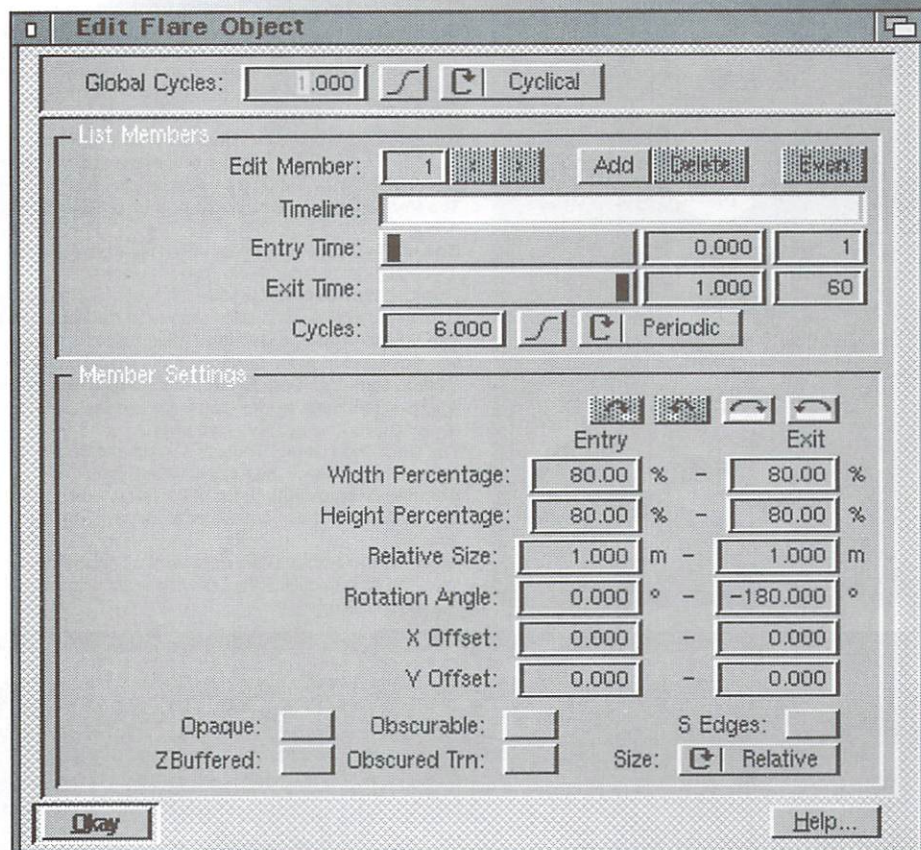 Edit Flare Object
Global Cycles: 1.000 Cyclical
List Members
Edit Member: 1 < > Add Delete Even
Timeline:
Entry Time: 0.000 1
Exit Time: 1.000 60
Cycles: 6.000 Periodic
Member Settings
Entry Exit
Width Percentage: 80.00 % - 80.00 %
Height Percentage: 80.00 % - 80.00 %
Relative Size: 1.000 m - 1.000 m
Rotation Angle: 0.000 ° - -180.000 °
X Offset: 0.000 - 0.000
Y Offset: 0.000 - 0.000
Opaque: Obscurable: S Edges:
ZBuffered: Obscured Trn: Size: Relative
Okay Help...